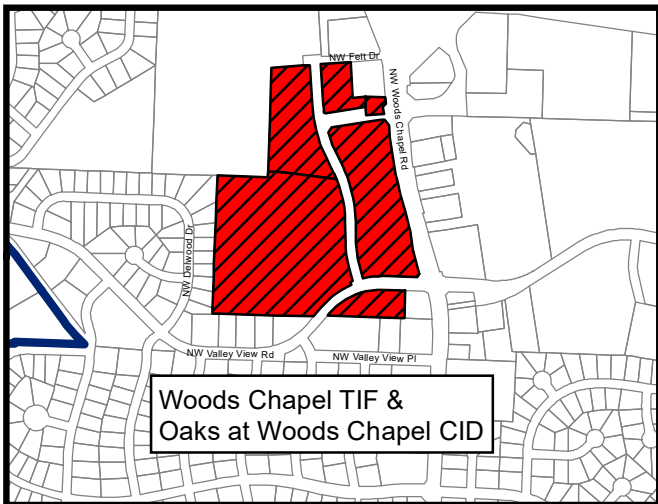 NW Felt Dr
NW Woods Chapel Rd
NW Delwood Dr
NW Valley View Rd
NW Valley View Pl
Woods Chapel TIF &
Oaks at Woods Chapel CID